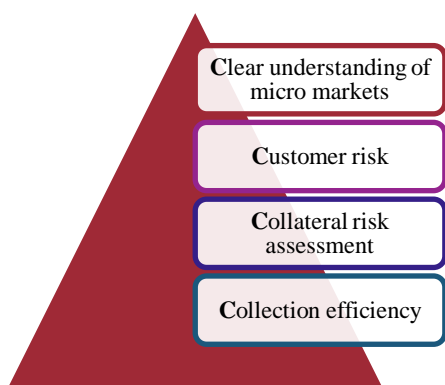 Clear understanding of
micro markets
Customer risk
Collateral risk
assessment
Collection efficiency